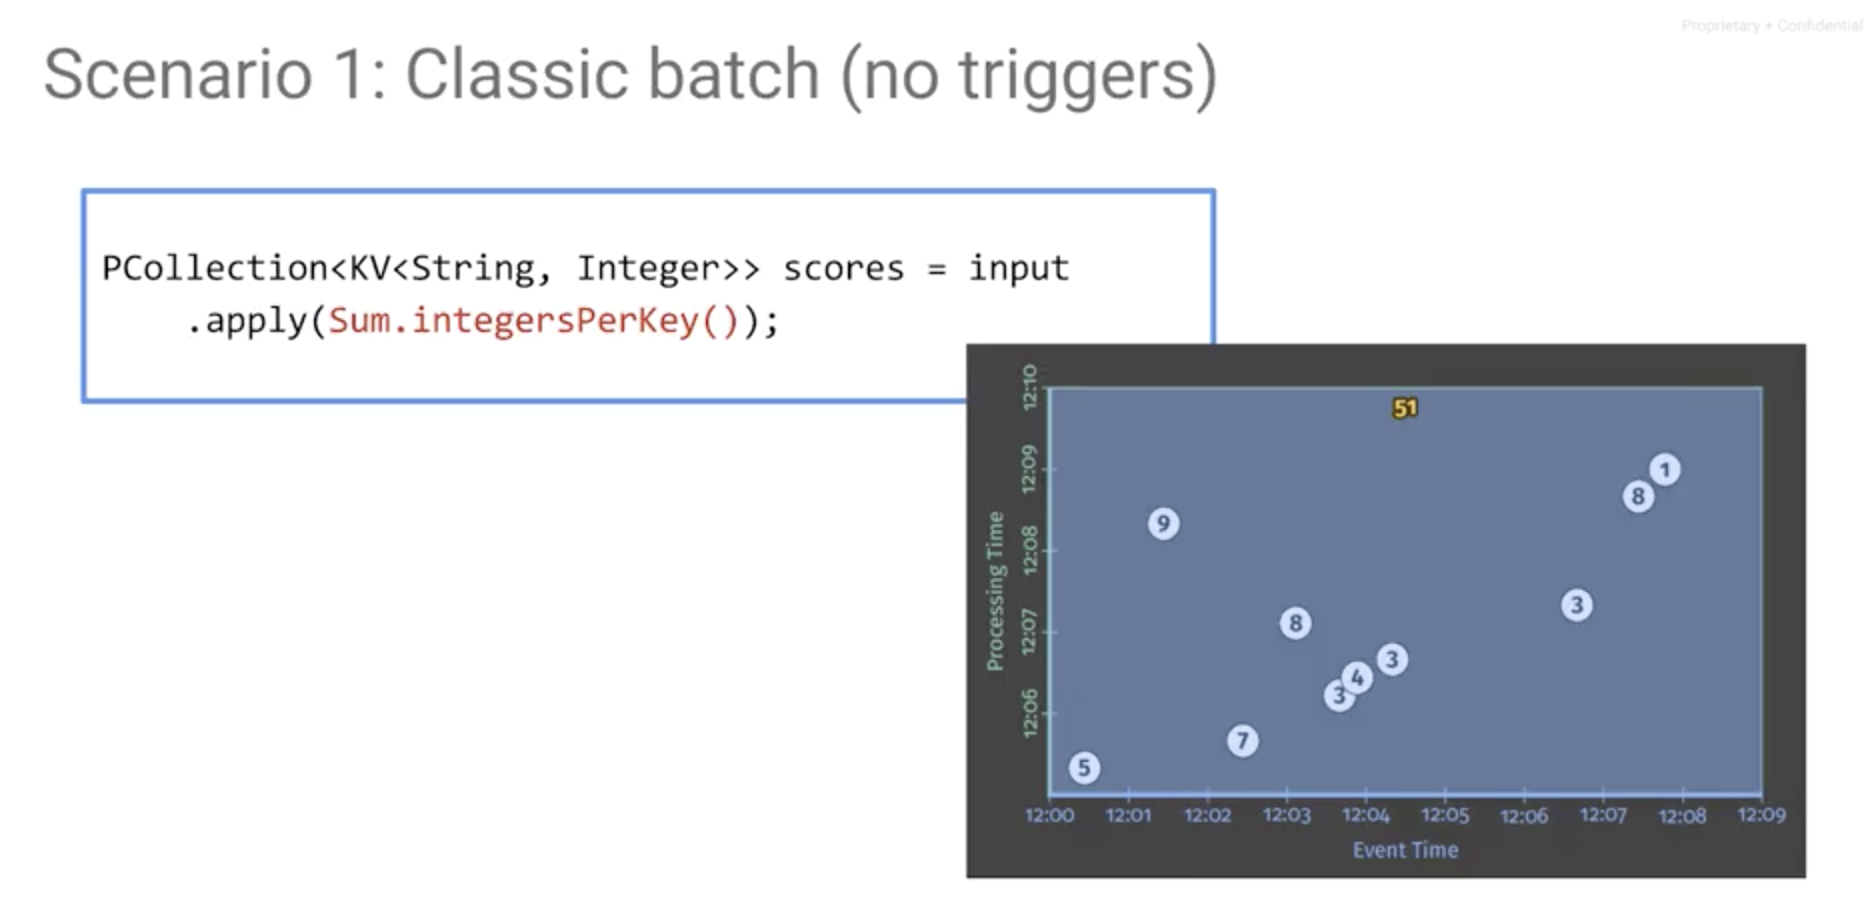 Proprietary + Confidential
Scenario 1: Classic batch (no triggers)
PCollection<KV<String, Integer>> scores = input
.apply(Sum.integersPerKey());
12:10
12:09
12:08
12:07
12:06
Processing Time
51
1
8
9
3
8
3
4
3
7
5
12:00 12:01 12:02 12:03 12:04 12:05 12:06 12:07 12:08 12:09
Event Time